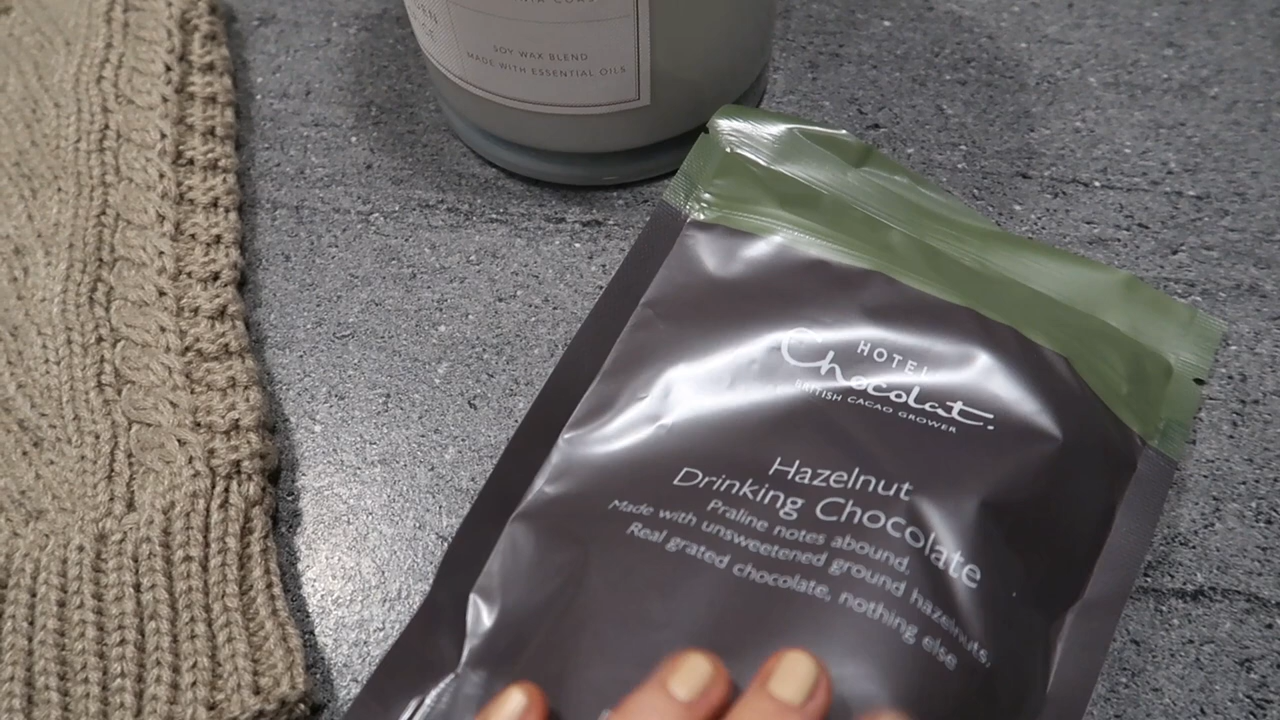 SOY WAX BLEND
MADE WITH ESSENTIAL OILS
HOTEL
Chocolat.
BRITISH CACAO GROWER
Hazelnut
Drinking Chocolate
Praline notes abound.
Made with unsweetened ground hazelnuts,
Real grated chocolate, nothing else